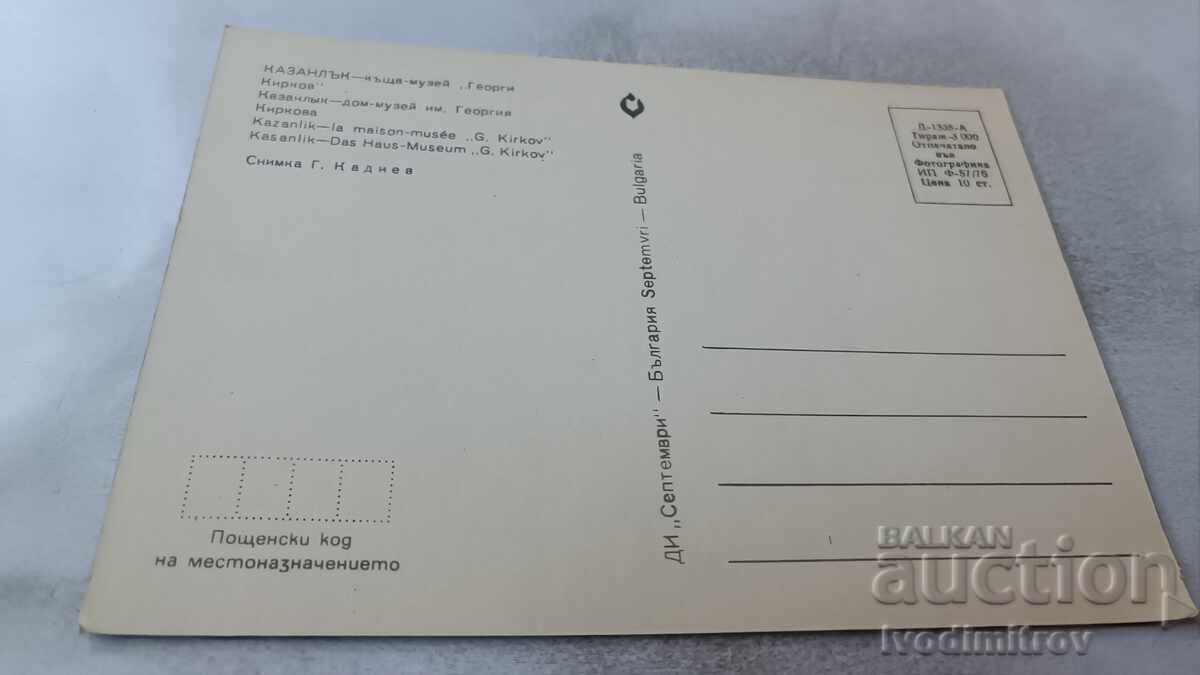 КАЗАНЛЪК—къща-музей „Георги
Кирков"
Казанлык—дом-музей им. Георгия
Киркова
Kazanlik—la maison-musée „G. Kirkov"
Kasanlik—Das Haus-Museum „G. Kirkov"
Снимка Г. Каднев
Пощенски код
на местоназначението
ДИ „Септември" — България Septemvri — Bulgaria
Д-1338-А
Тираж-3 000
Отпечатано
във
Фотографика
ИП Ф-57/76
Цена 10 ст.
BALKAN
auction
Ivodimitrov